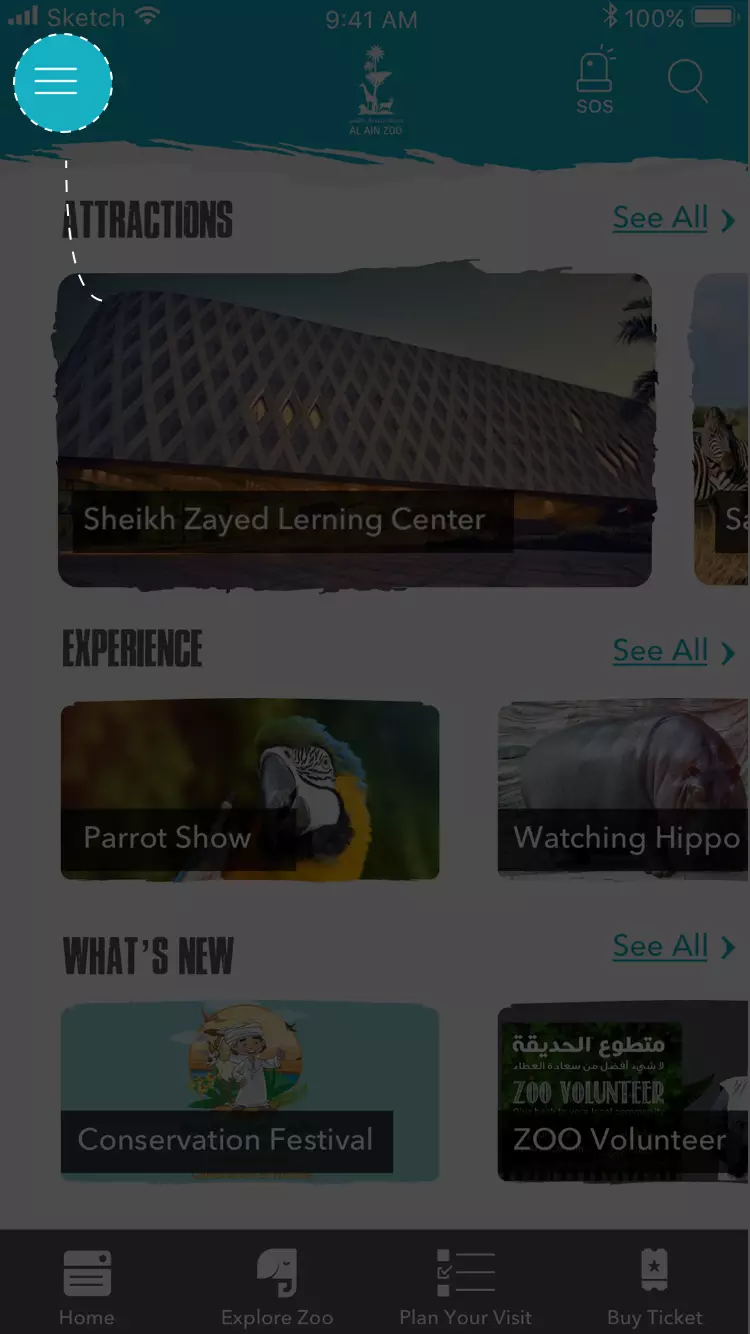 Sketch 9:41 AM 100%
AL AIN ZOO
SOS
ATTRACTIONS
See All
Sheikh Zayed Lerning Center
Sa
EXPERIENCE
See All
Parrot Show
Watching Hippo
WHAT'S NEW
See All
متطوع الحديقة
لا شيء أفضل من سعادة العطاء
ZOO VOLUNTEER
Conservation Festival
ZOO Volunteer
Home
Explore Zoo
Plan Your Visit
Buy Ticket